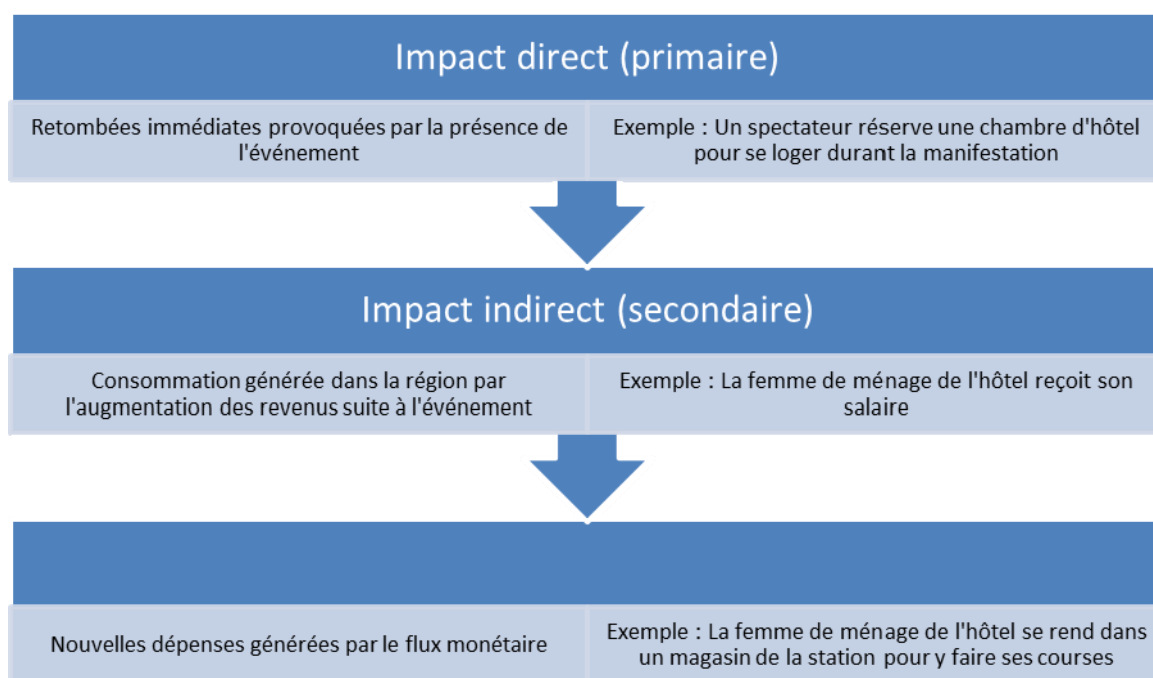 Impact direct (primaire)
Retombées immédiates provoquées par la présence de
l'événement
Exemple : Un spectateur réserve une chambre d'hôtel
pour se loger durant la manifestation
Impact indirect (secondaire)
Consommation générée dans la région par
l'augmentation des revenus suite à l'événement
Exemple : La femme de ménage de l'hôtel reçoit son
salaire
Nouvelles dépenses générées par le flux monétaire
Exemple : La femme de ménage de l'hôtel se rend dans
un magasin de la station pour y faire ses courses